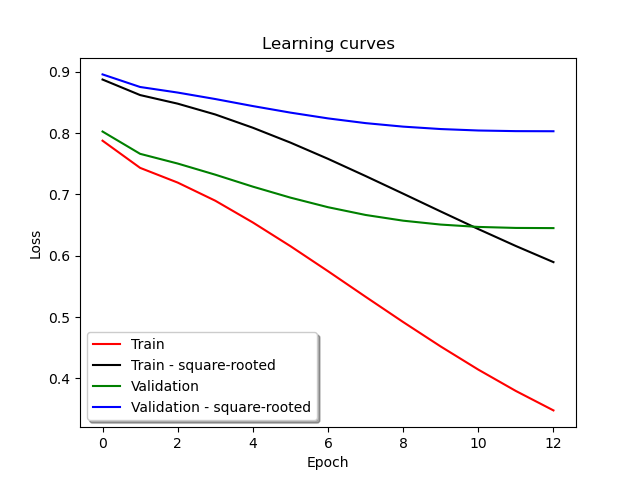 Learning curves
0.9
0.8
0.7
0.6
0.5
0.4
Loss
Train
Train - square-rooted
Validation
Validation - square-rooted
0 2 4 6 8 10 12
Epoch